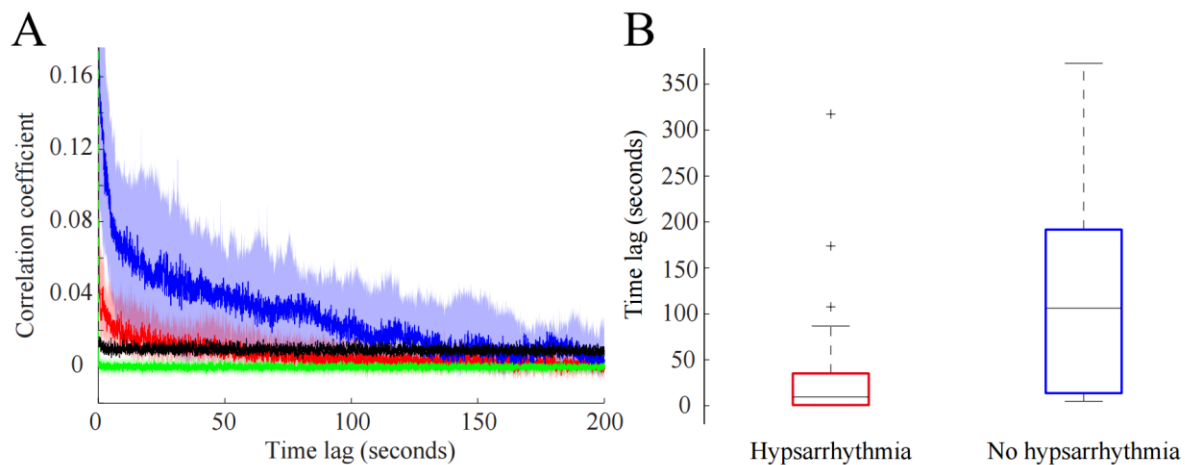 A
Correlation coefficient
0.16
0.12
0.08
0.04
0
0 50 100 150 200
Time lag (seconds)
B
Time lag (seconds)
350
300
250
200
150
100
50
0
Hypsarrhythmia No hypsarrhythmia